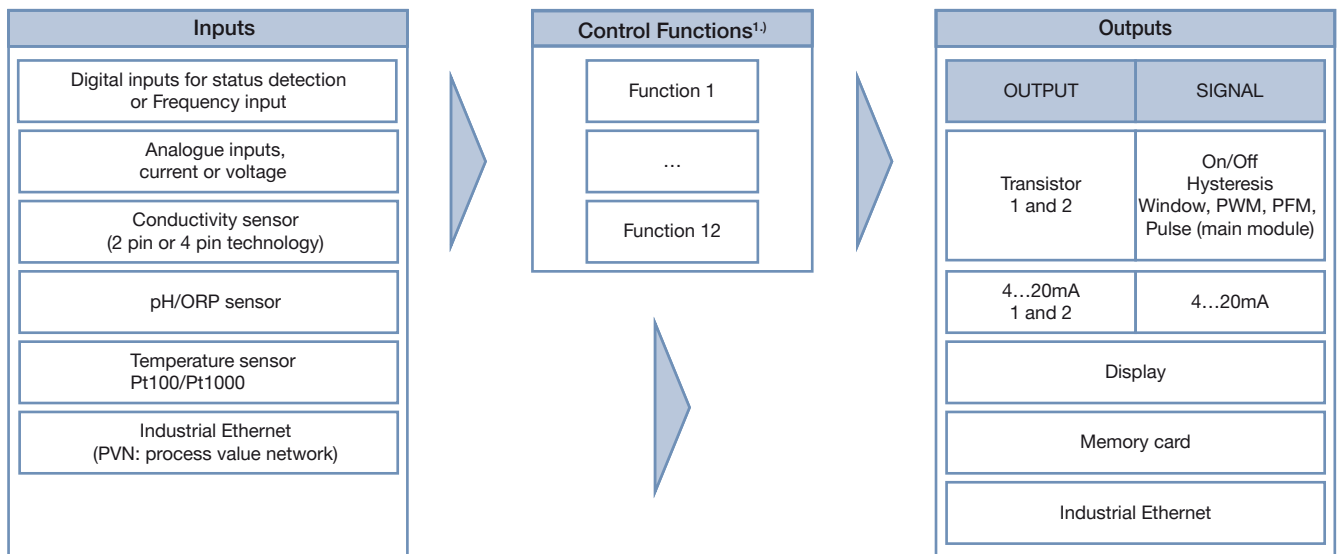 Inputs
Digital inputs for status detection
or Frequency input
Analogue inputs,
current or voltage
Conductivity sensor
(2 pin or 4 pin technology)
pH/ORP sensor
Temperature sensor
Pt100/Pt1000
Industrial Ethernet
(PVN: process value network)
Control Functions¹·⁾
Function 1
…
Function 12
Outputs
OUTPUT
SIGNAL
Transistor
1 and 2
On/Off
Hysteresis
Window, PWM, PFM,
Pulse (main module)
4…20mA
1 and 2
4…20mA
Display
Memory card
Industrial Ethernet